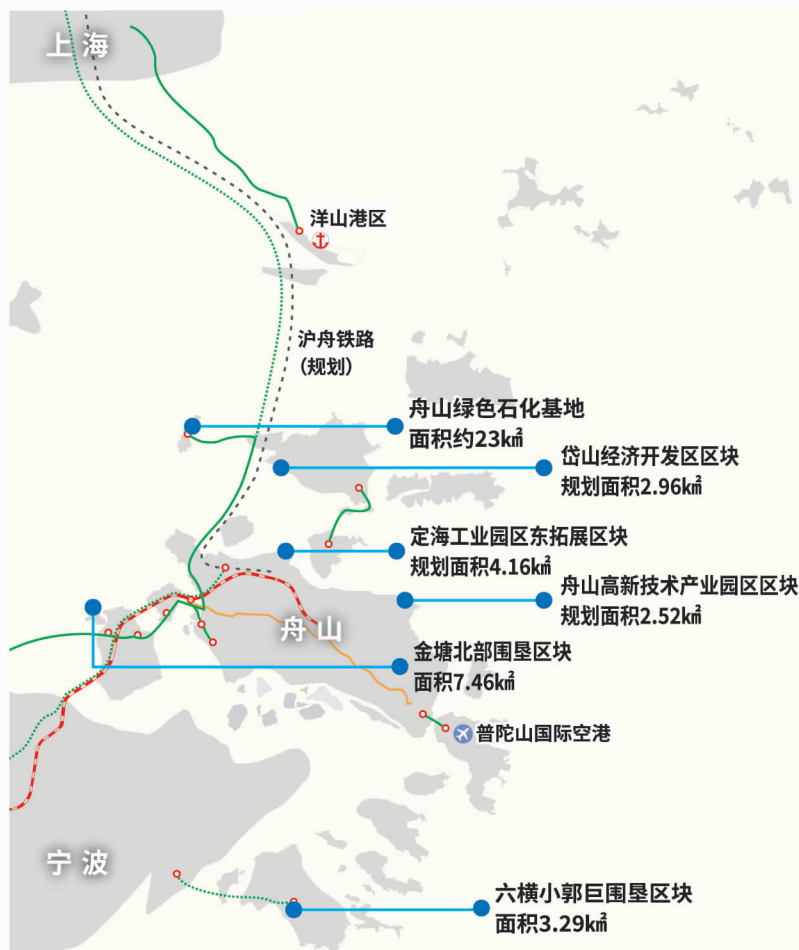 上海
洋山港区
沪舟铁路
（规划）
舟山绿色石化基地
面积约23k㎡
岱山经济开发区区块
规划面积2.96k㎡
定海工业园区东拓展区块
规划面积4.16k㎡
舟山高新技术产业园区区块
规划面积2.52k㎡
舟山
金塘北部围垦区块
面积7.46k㎡
普陀山国际空港
宁波
六横小郭巨围垦区块
面积3.29k㎡